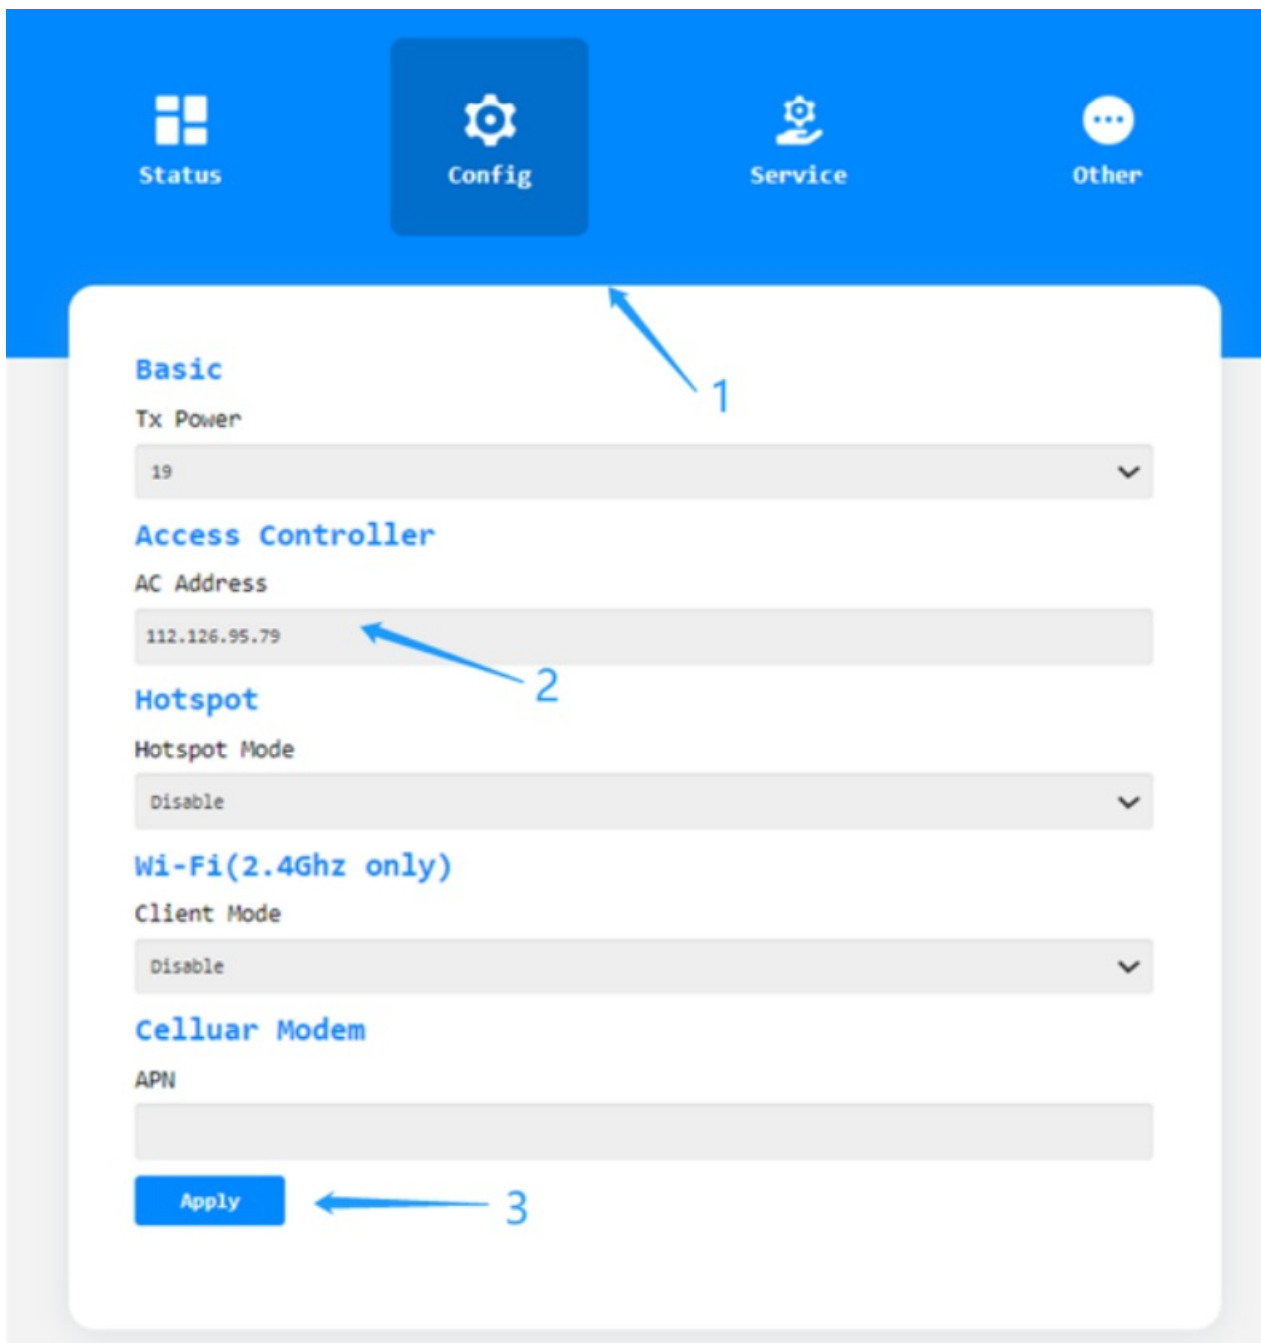 Status Config Service Other
1
Basic
Tx Power
19
Access Controller
AC Address
112.126.95.79
2
Hotspot
Hotspot Mode
Disable
Wi-Fi(2.4Ghz only)
Client Mode
Disable
Celluar Modem
APN
Apply 3